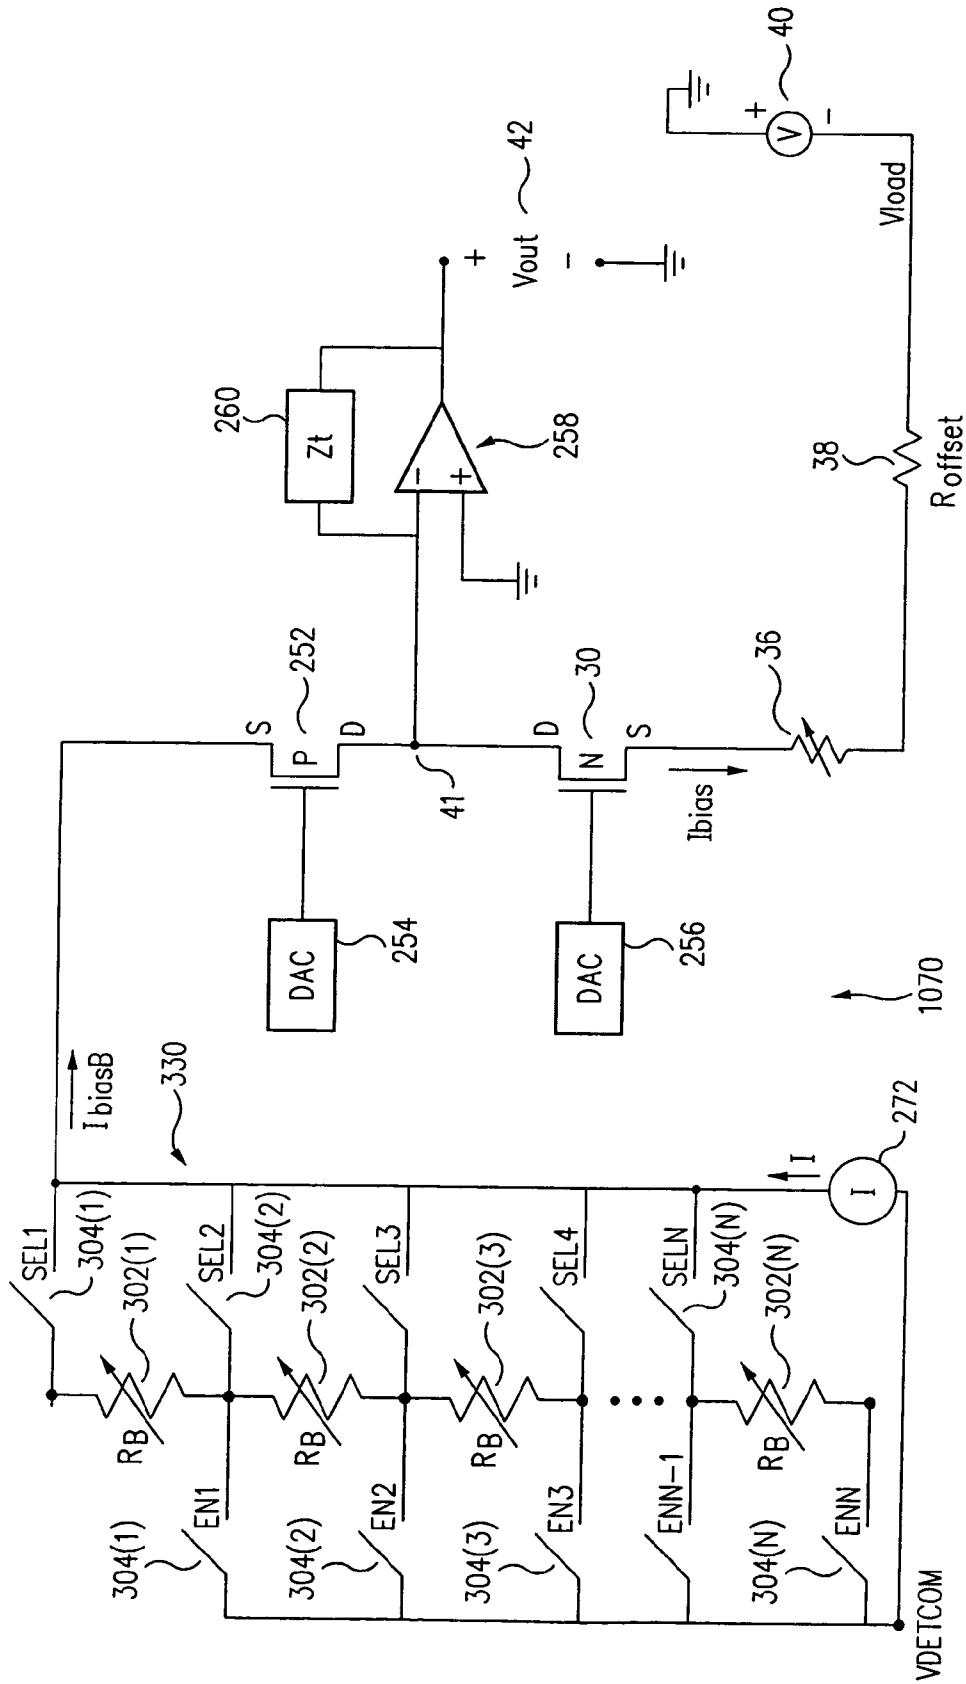 SEL1
304(1)
302(1)
RB
304(1)
EN1
SEL2
304(2)
302(2)
RB
304(2)
EN2
SEL3
302(3)
RB
304(3)
EN3
SEL4
SELN
304(N)
302(N)
RB
ENN-1
304(N)
ENN
VDETCOM
I
I
272
330
IbiasB
DAC
254
S
P
252
D
41
DAC
256
D
N
30
S
Ibias
36
38
Roffset
Vload
V
+
-
40
260
Zt
-
+
258
+
Vout
-
42
1070